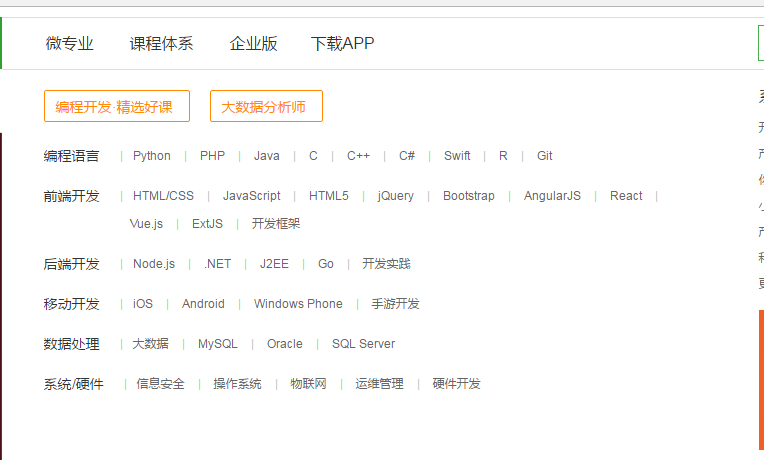 微专业 课程体系 企业版 下载APP
编程开发·精选好课 大数据分析师
编程语言 | Python | PHP | Java | C | C++ | C# | Swift | R | Git
前端开发 | HTML/CSS | JavaScript | HTML5 | jQuery | Bootstrap | AngularJS | React |
Vue.js | ExtJS | 开发框架
后端开发 | Node.js | .NET | J2EE | Go | 开发实践
移动开发 | iOS | Android | Windows Phone | 手游开发
数据处理 | 大数据 | MySQL | Oracle | SQL Server
系统/硬件 | 信息安全 | 操作系统 | 物联网 | 运维管理 | 硬件开发